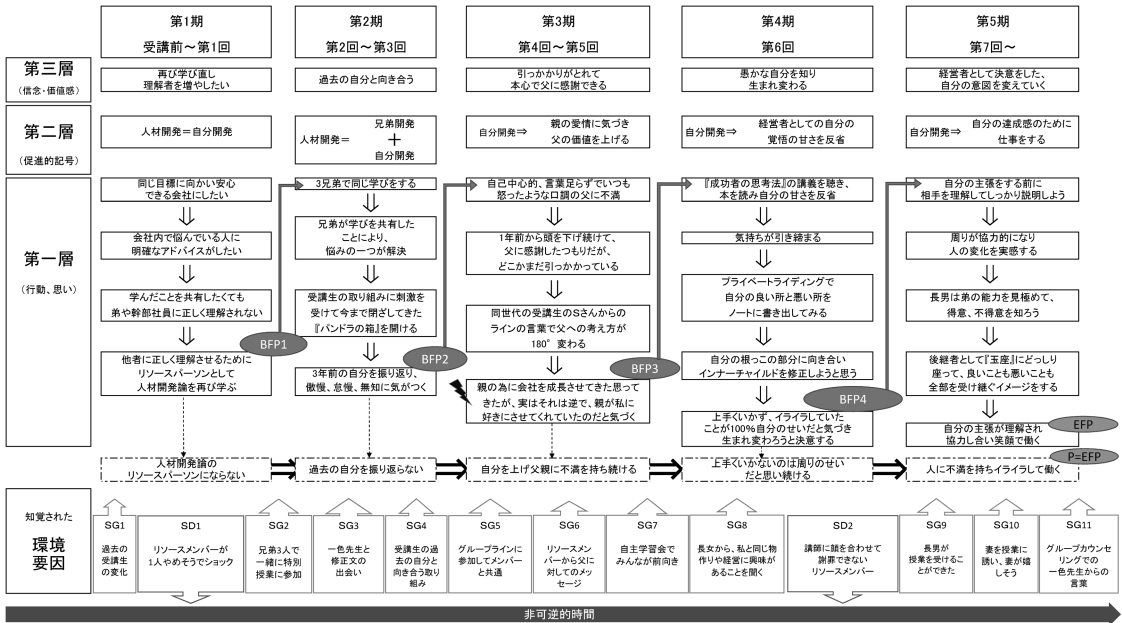 第1期
受講前～第1回
第2期
第2回～第3回
第3期
第4回～第5回
第4期
第6回
第5期
第7回～
第三層
（信念・価値感）
再び学び直し
理解者を増やしたい
過去の自分と向き合う
引っかかりがとれて
本心で父に感謝できる
愚かな自分を知り
生まれ変わる
経営者として決意をした、
自分の意図を変えていく
第二層
（促進的記号）
人材開発＝自分開発
人材開発＝
兄弟開発
＋
自分開発
自分開発⇒
親の愛情に気づき
父の価値を上げる
自分開発⇒
経営者としての自分の
覚悟の甘さを反省
自分開発⇒
自分の達成感のために
仕事をする
第一層
（行動、思い）
同じ目標に向かい安心
できる会社にしたい
会社内で悩んでいる人に
明確なアドバイスがしたい
学んだことを共有したくても
弟や幹部社員に正しく理解されない
他者に正しく理解させるために
リソースパーソンとして
人材開発論を再び学ぶ
人材開発論の
リソースパーソンにならない
BFP1
3兄弟で同じ学びをする
兄弟が学びを共有した
ことにより、
悩みの一つが解決
受講生の取り組みに刺激を
受けて今まで閉ざしてきた
『パンドラの箱』を開ける
3年前の自分を振り返り、
傲慢、怠慢、無知に気がつく
過去の自分を振り返らない
BFP2
自己中心的、言葉足らずでいつも
怒ったような口調の父に不満
1年前から頭を下げ続けて、
父に感謝したつもりだが、
どこかまだ引っかかっている
同世代の受講生のSさんからの
ラインの言葉で父への考え方が
180°変わる
親の為に会社を成長させてきた思って
きたが、実はそれは逆で、親が私に
好きにさせてくれていたのだと気づく
自分を上げ父親に不満を持ち続ける
BFP3
『成功者の思考法』の講義を聴き、
本を読み自分の甘さを反省
気持ちが引き締まる
プライベートライディングで
自分の良い所と悪い所を
ノートに書き出してみる
自分の根っこの部分に向き合い
インナーチャイルドを修正しようと思う
上手くいかず、イライラしていた
ことが100%自分のせいだと気づき
生まれ変わろうと決意する
上手くいかないのは周りのせい
だと思い続ける
BFP4
自分の主張をする前に
相手を理解してしっかり説明しよう
周りが協力的になり
人の変化を実感する
長男は弟の能力を見極めて、
得意、不得意を知ろう
後継者として『玉座』にどっしり
座って、良いことも悪いことも
全部を受け継ぐイメージをする
自分の主張が理解され
協力し合い笑顔で働く
EFP
P=EFP
人に不満を持ちイライラして働く
知覚された
環境
要因
SG1
過去の
受講生
の変化
SD1
リソースメンバーが
1人やめそうでショック
SG2
兄弟3人で
一緒に特別
授業に参加
SG3
一色先生と
修正文の
出会い
SG4
受講生の過
去の自分と
向き合う取り
組み
SG5
グループラインに
参加してメンバー
と共通
SG6
リソースメン
バーから父に
対してのメッ
セージ
SG7
自主学習会で
みんなが前向き
SG8
長女から、私と同じ物
作りや経営に興味が
があることを聞く
SD2
講師に顔を合わせて
謝罪できない
リソースメンバー
SG9
長男が
授業を受けるこ
とができた
SG10
妻を授業に
誘い、妻が嬉
しそう
SG11
グループカウンセ
リングでの
一色先生からの
言葉
非可逆的時間